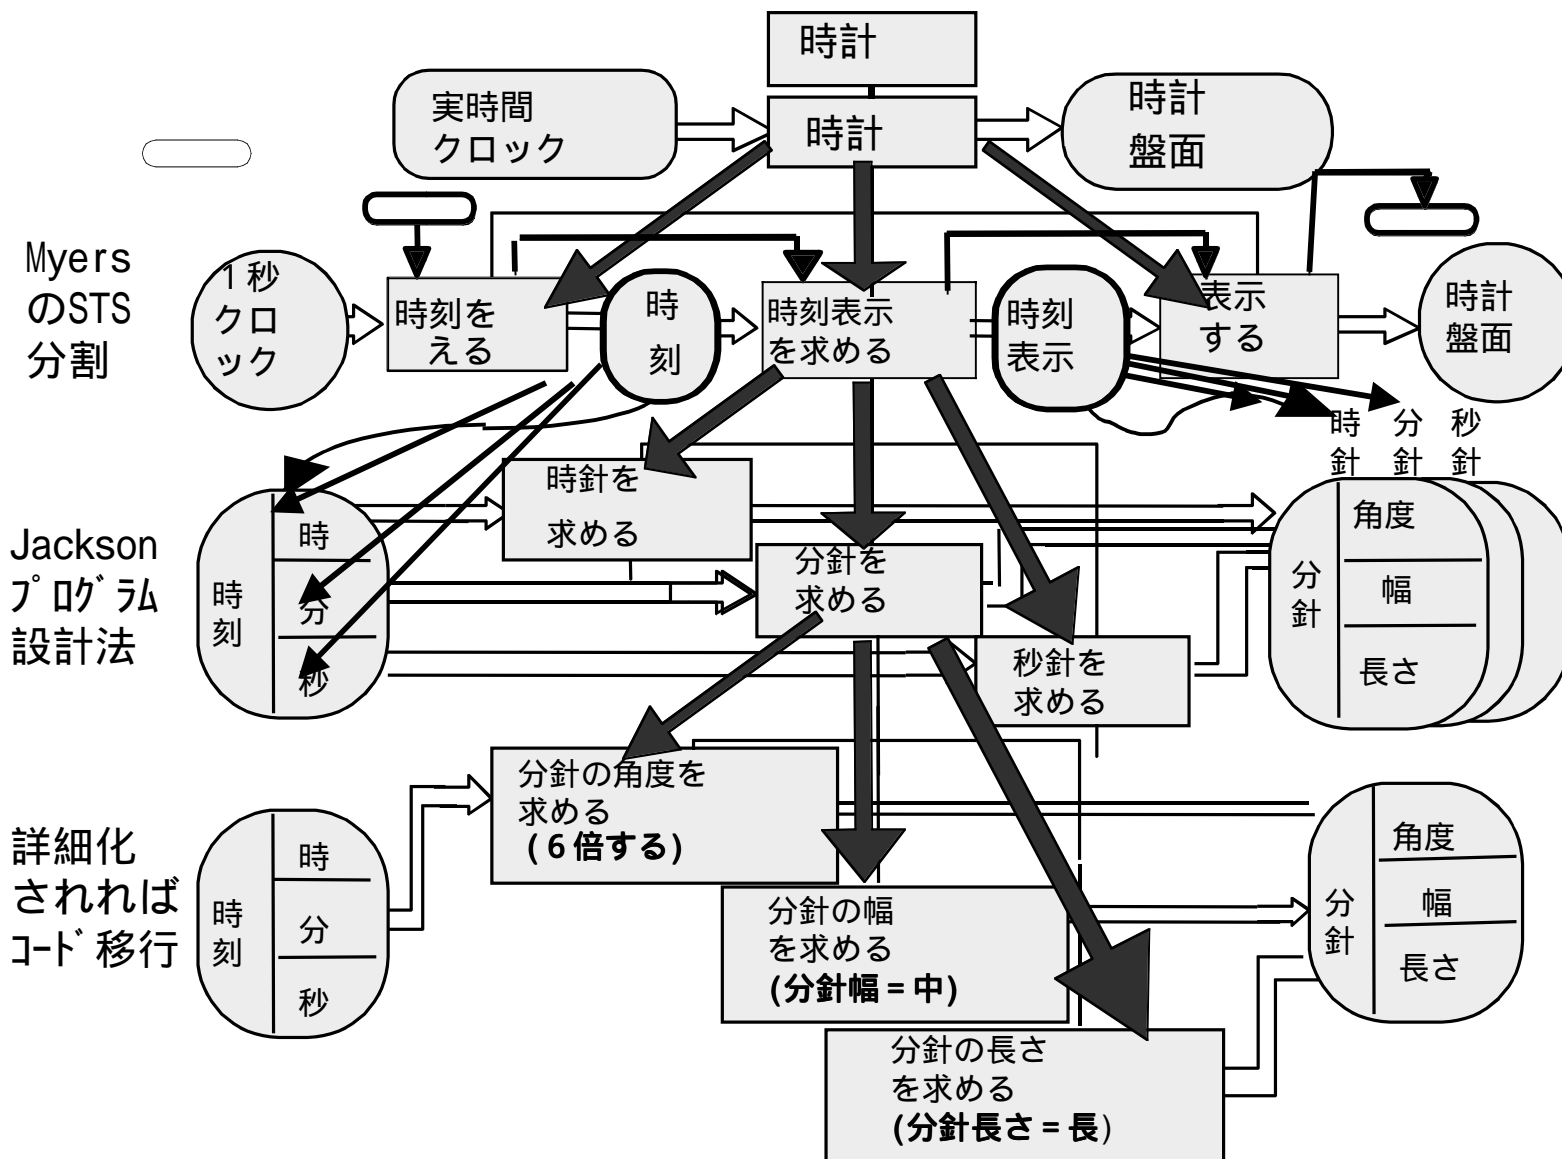 時計
実時間
クロック
時計
時計
盤面
Myers
のSTS
分割
1秒
クロ
ック
時刻を
える
時
刻
時刻表示
を求める
時刻
表示
表示
する
時計
盤面
時針
分針
秒針
Jackson
プログラム
設計法
時刻
時
分
秒
時針を
求める
分針を
求める
秒針を
求める
分針
角度
幅
長さ
詳細化
されれば
コード移行
時刻
時
分
秒
分針の角度を
求める
(6倍する)
分針の幅
を求める
(分針幅=中)
分針の長さ
を求める
(分針長さ=長)
分針
角度
幅
長さ